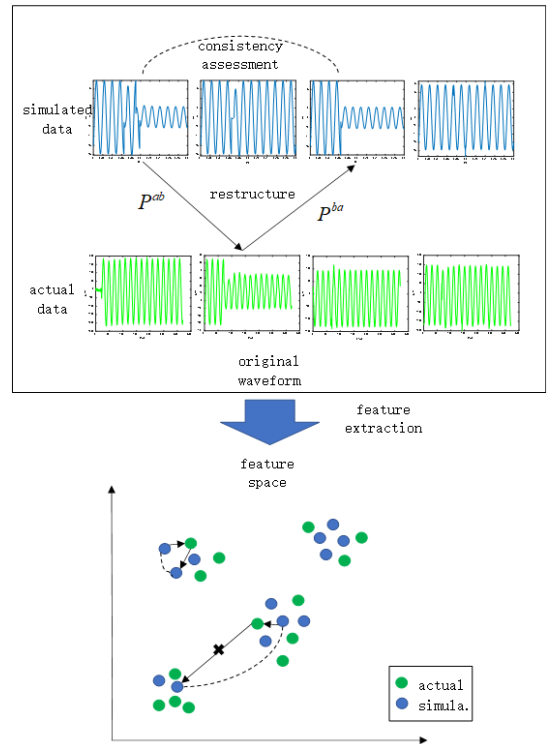 consistency
assessment
simulated
data
restructure
P^{ab}
P^{ba}
actual
data
original
waveform
feature
extraction
feature
space
actual
simula.